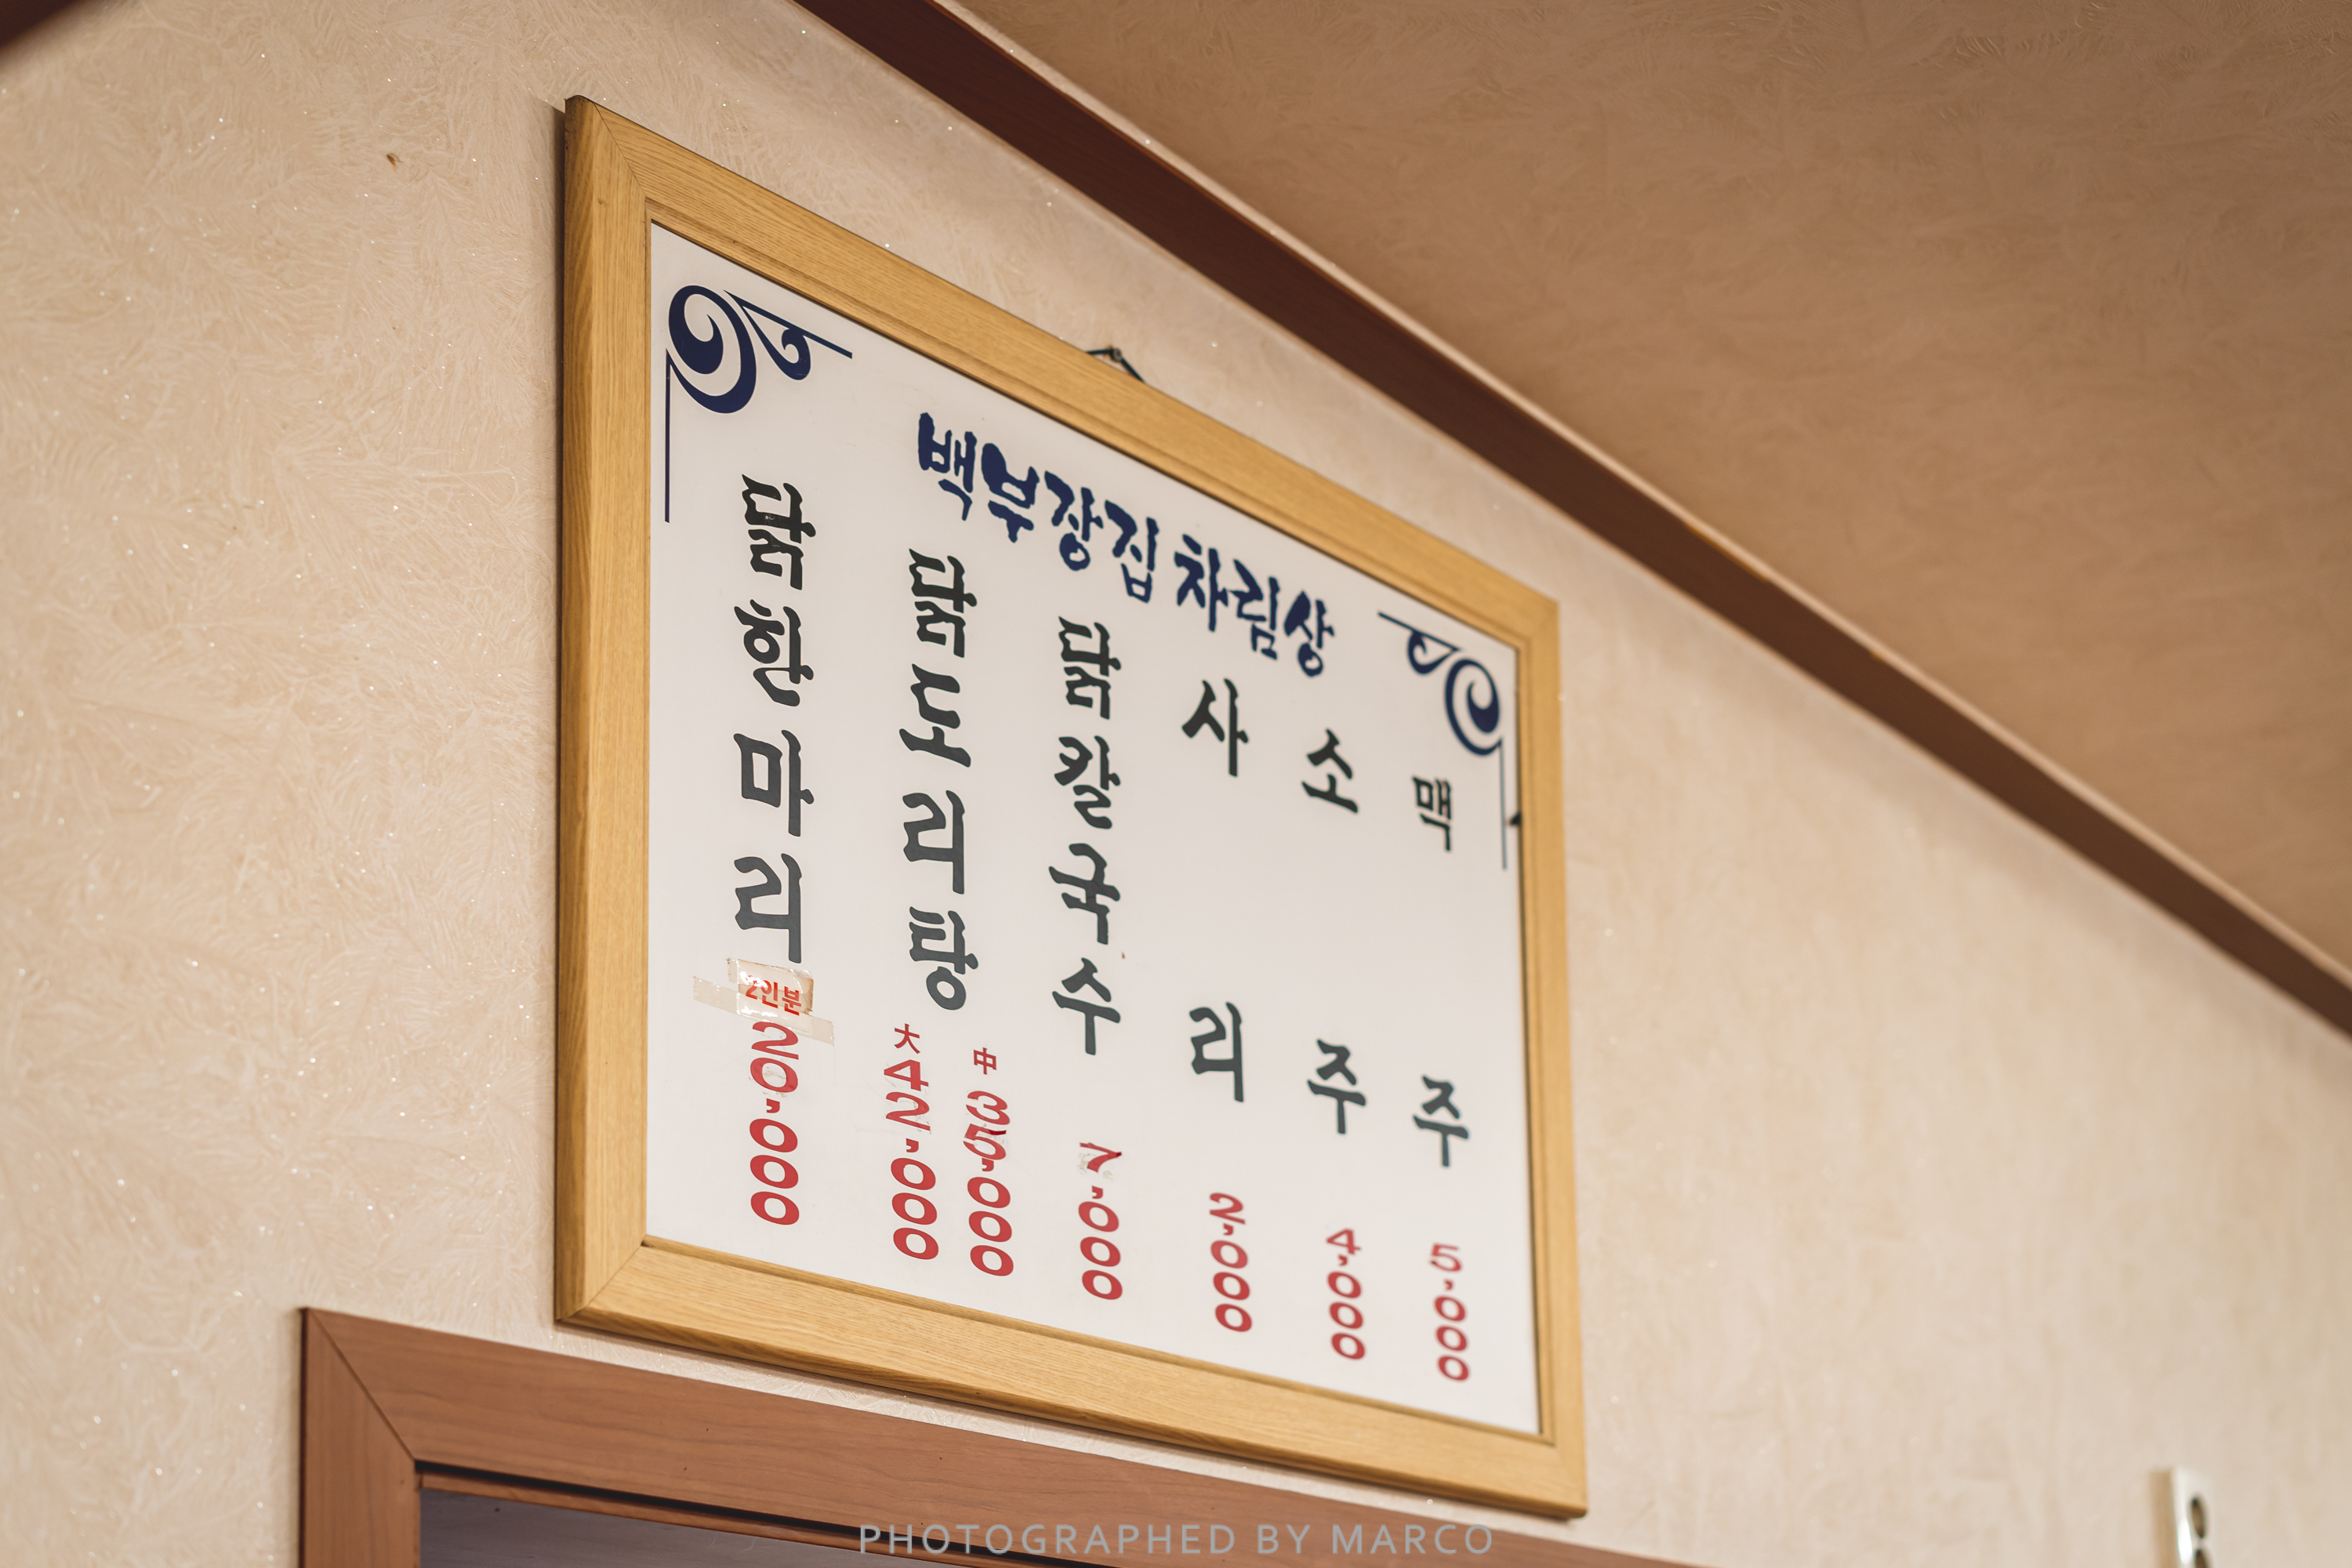 백부장집 차림상
닭한마리 2인분 20,000
닭도리탕 大 42,000
中 35,000
닭칼국수 7,000
사리 2,000
소주 4,000
맥주 5,000
PHOTOGRAPHED BY MARCO